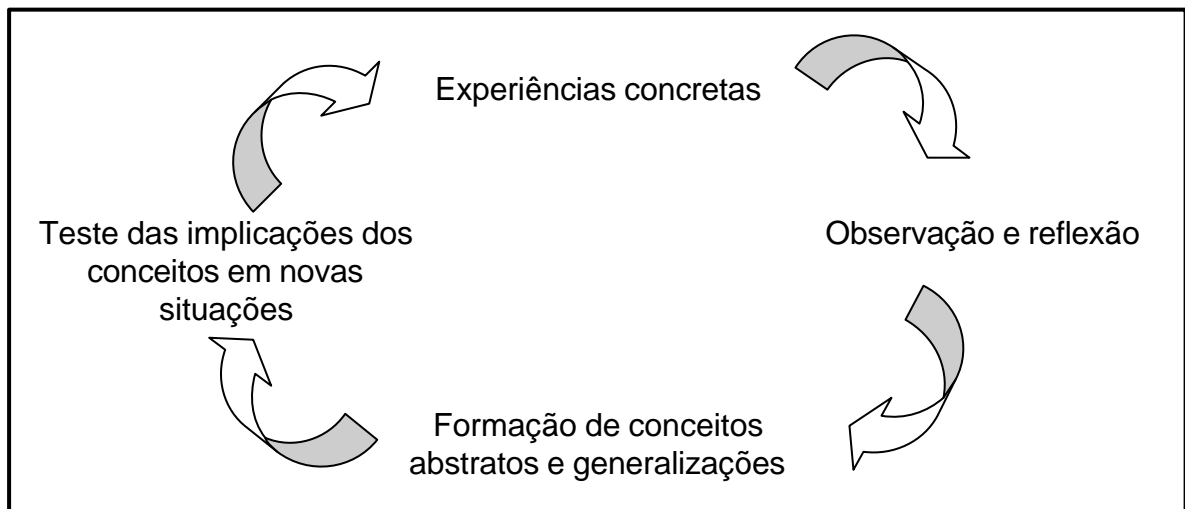 Experiências concretas
Observação e reflexão
Formação de conceitos
abstratos e generalizações
Teste das implicações dos
conceitos em novas
situações